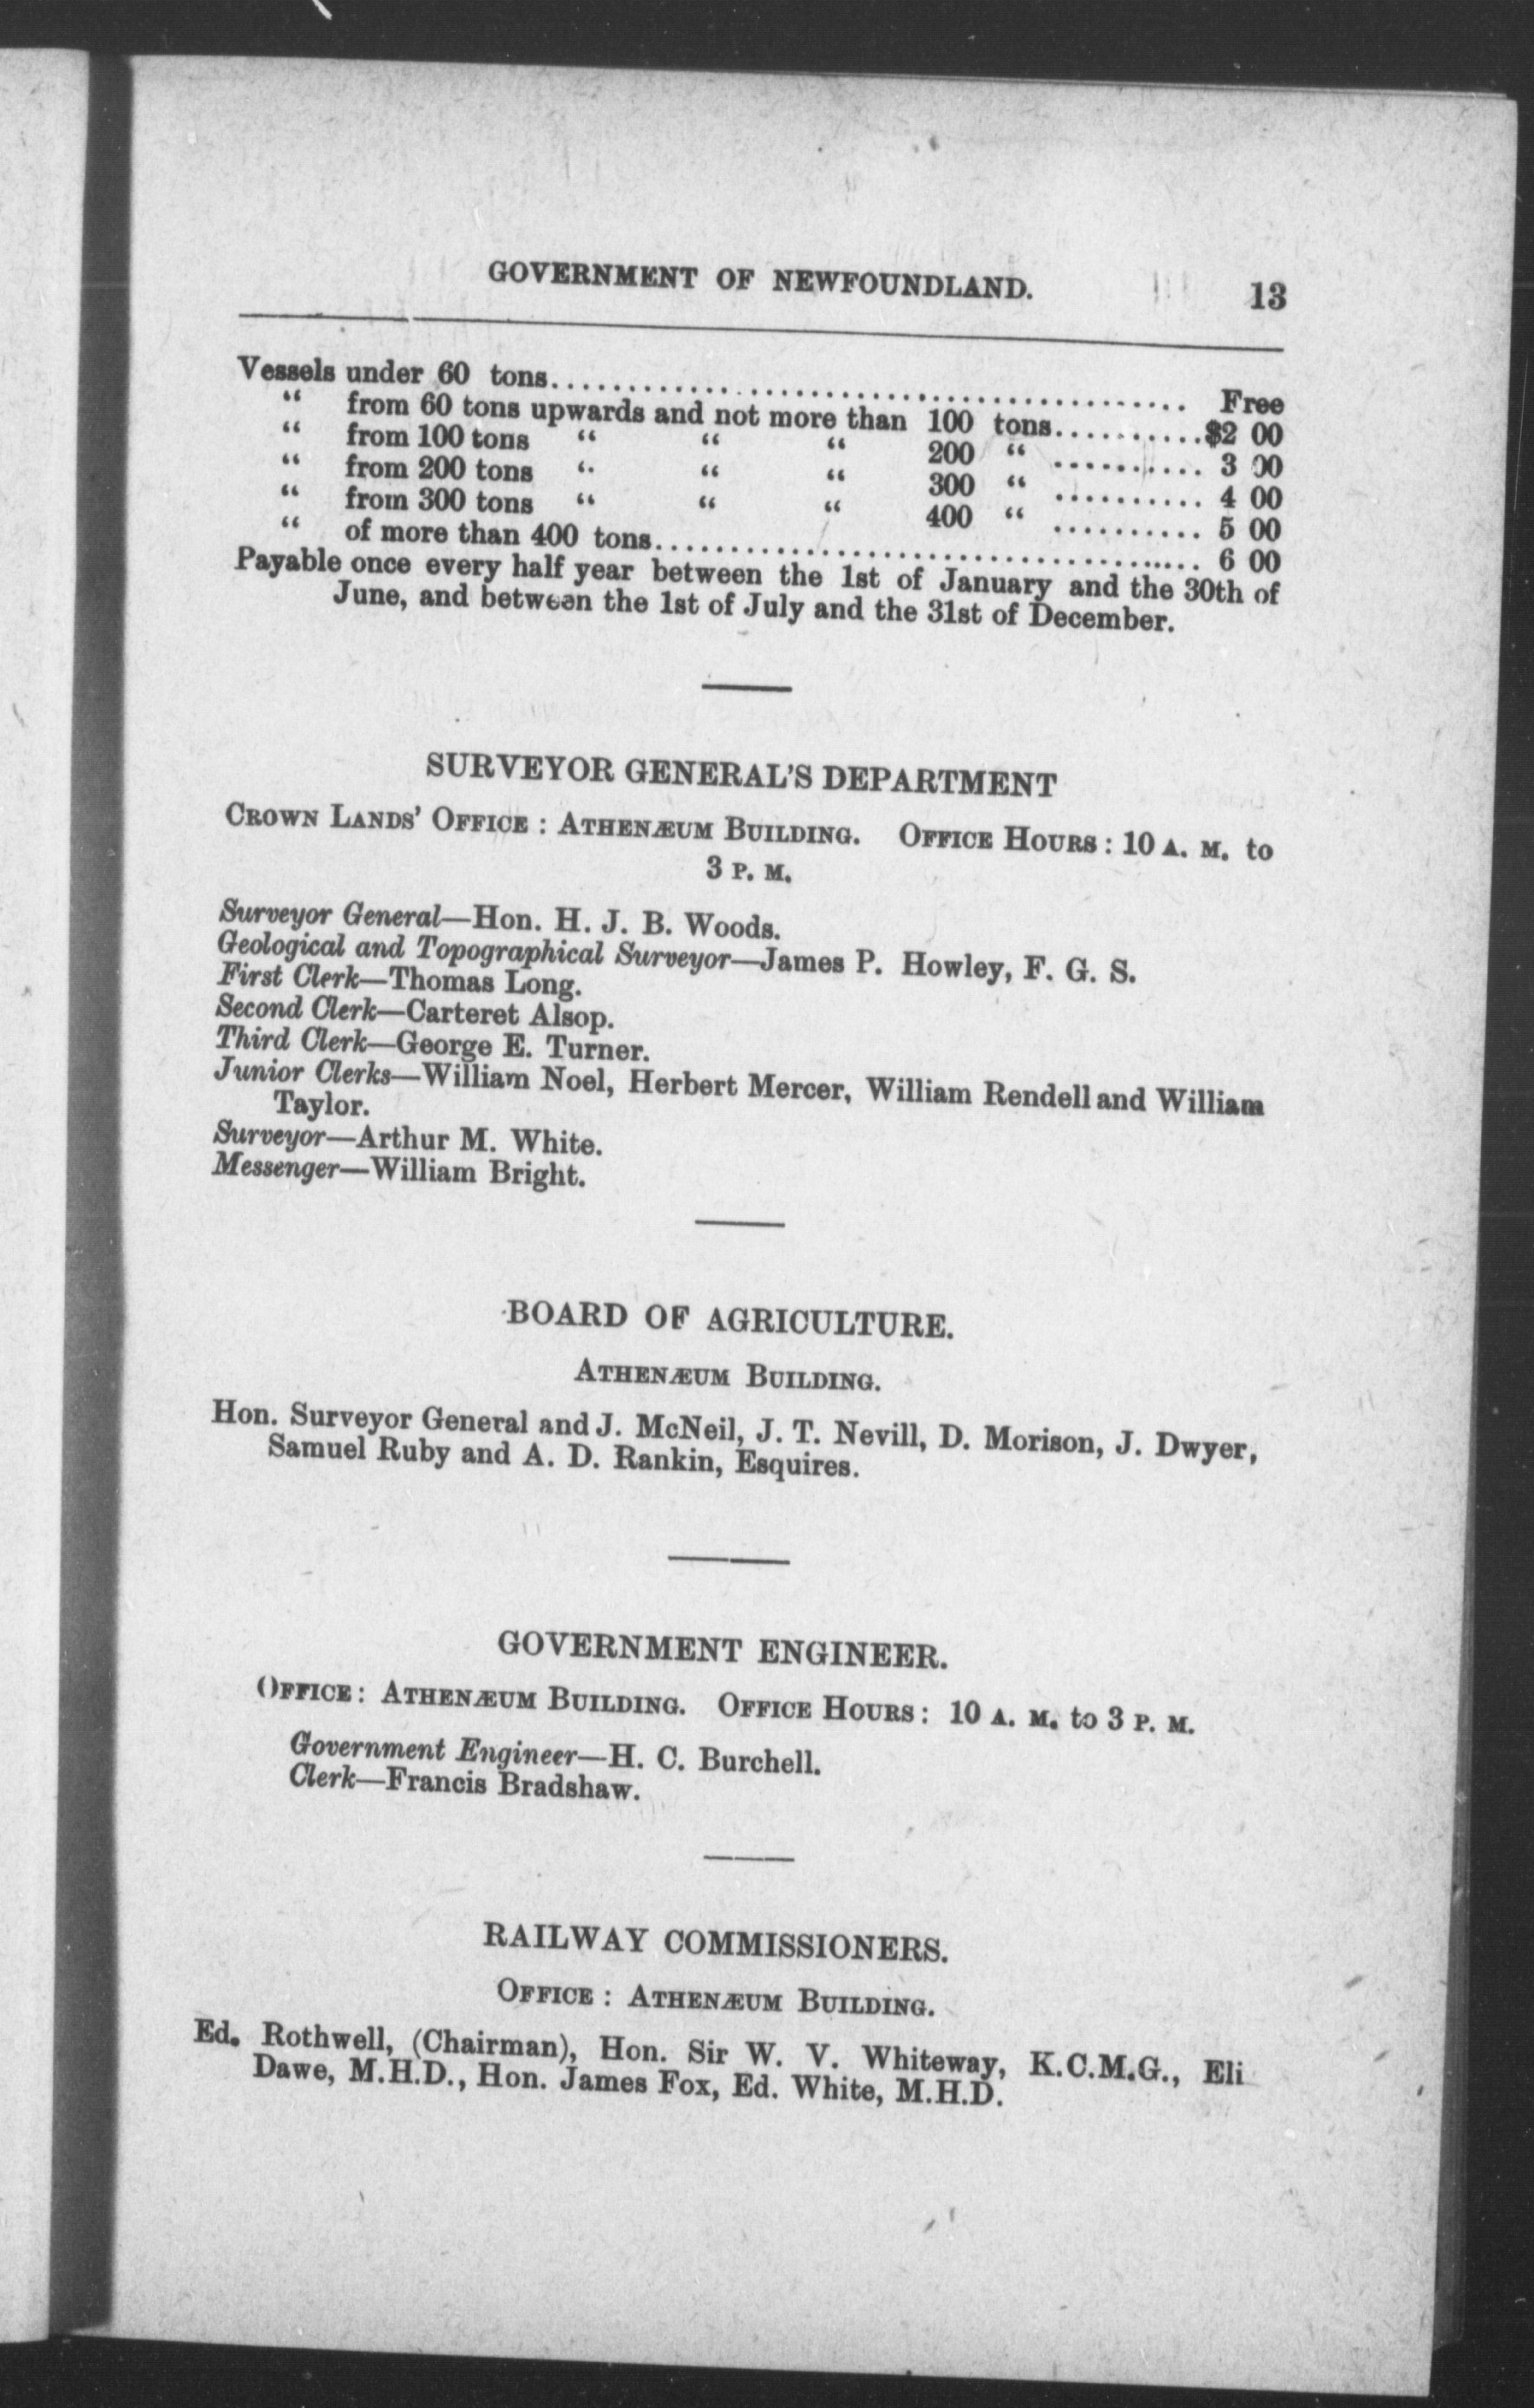 GOVERNMENT OF NEWFOUNDLAND. 13
Vessels under 60 tons........................................... Free
“ from 60 tons upwards and not more than 100 tons..........$2 00
“ from 100 tons “ “ “ 200 “ .......... 3 00
“ from 200 tons “ “ “ 300 “ .......... 4 00
“ from 300 tons “ “ “ 400 “ .......... 5 00
“ of more than 400 tons.................................... 6 00
Payable once every half year between the 1st of January and the 30th of
June, and between the 1st of July and the 31st of December.
SURVEYOR GENERAL'S DEPARTMENT
CROWN LANDS' OFFICE : ATHENÆUM BUILDING. OFFICE HOURS : 10 A. M. to
3 P. M.
Surveyor General—Hon. H. J. B. Woods.
Geological and Topographical Surveyor—James P. Howley, F. G. S.
First Clerk—Thomas Long.
Second Clerk—Carteret Alsop.
Third Clerk—George E. Turner.
Junior Clerks—William Noel, Herbert Mercer, William Rendell and William
Taylor.
Surveyor—Arthur M. White.
Messenger—William Bright.
BOARD OF AGRICULTURE.
ATHENÆUM BUILDING.
Hon. Surveyor General and J. McNeil, J. T. Nevill, D. Morison, J. Dwyer,
Samuel Ruby and A. D. Rankin, Esquires.
GOVERNMENT ENGINEER.
OFFICE : ATHENÆUM BUILDING. OFFICE HOURS : 10 A. M. to 3 P. M.
Government Engineer—H. C. Burchell.
Clerk—Francis Bradshaw.
RAILWAY COMMISSIONERS.
OFFICE : ATHENÆUM BUILDING.
Ed. Rothwell, (Chairman), Hon. Sir W. V. Whiteway, K.C.M.G., Eli
Dawe, M.H.D., Hon. James Fox, Ed. White, M.H.D.